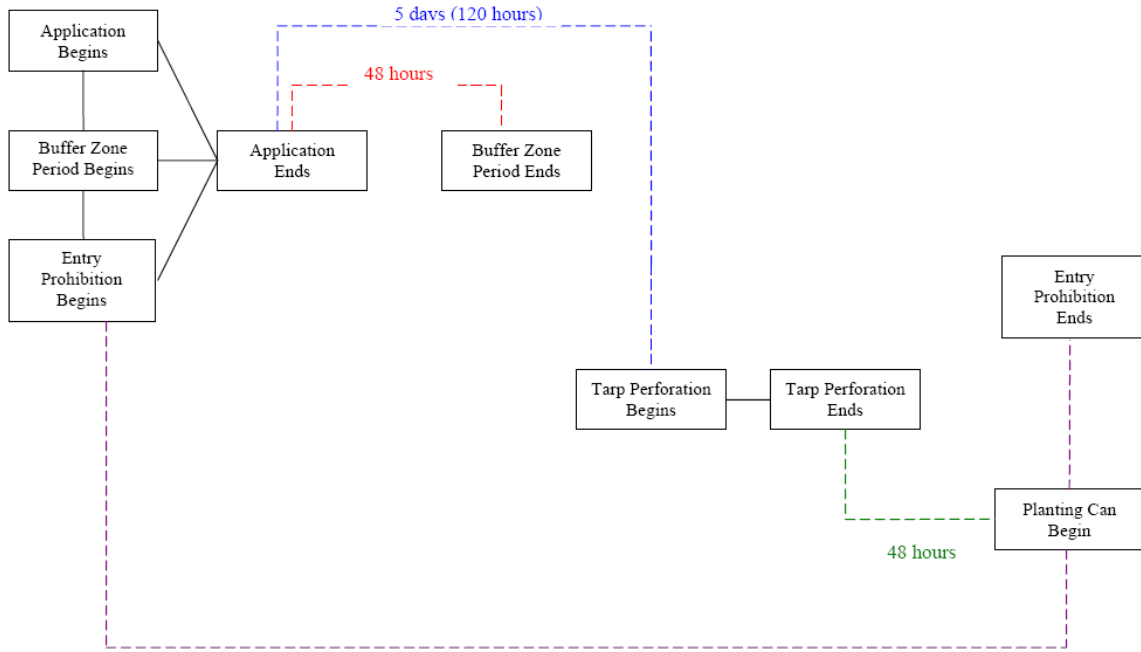 5 days (120 hours)
Application
Begins
48 hours
Buffer Zone
Period Begins
Application
Ends
Buffer Zone
Period Ends
Entry
Prohibition
Begins
Entry
Prohibition
Ends
Tarp Perforation
Begins
Tarp Perforation
Ends
Planting Can
Begin
48 hours